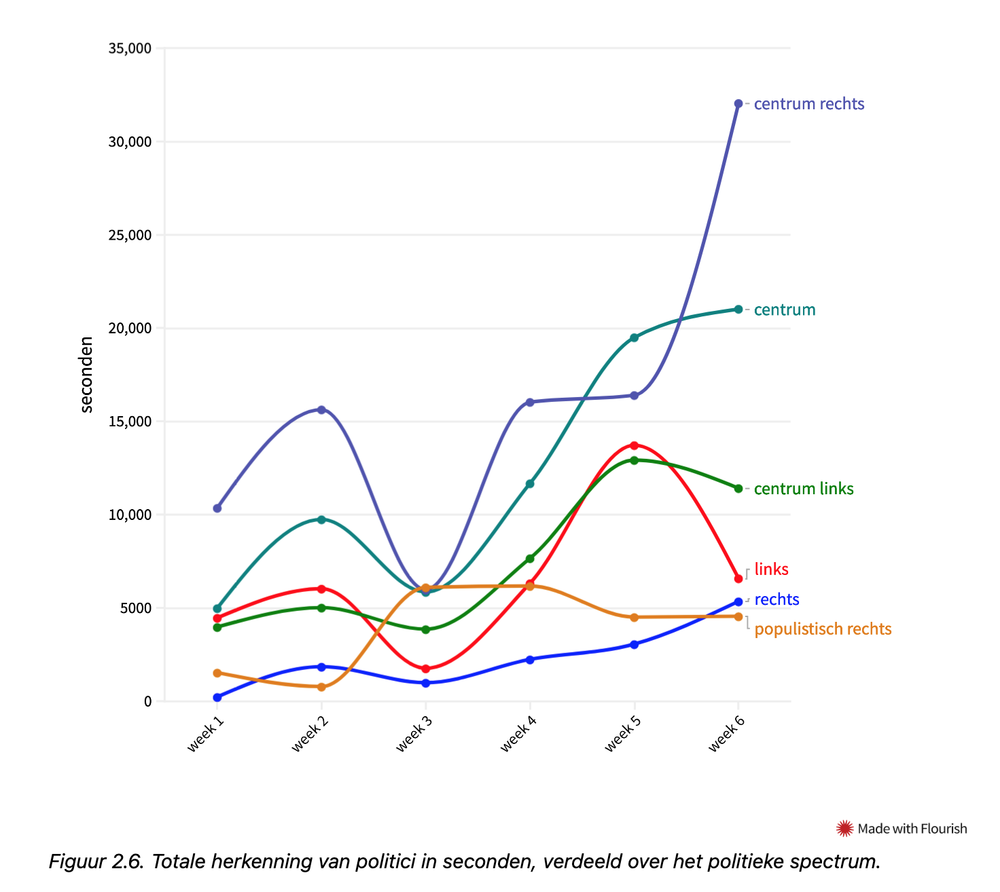 35,000
30,000
25,000
20,000
15,000
10,000
5000
0
seconden
centrum rechts
centrum
centrum links
links
rechts
populistisch rechts
week 1
week 2
week 3
week 4
week 5
week 6
Made with Flourish
Figuur 2.6. Totale herkenning van politici in seconden, verdeeld over het politieke spectrum.